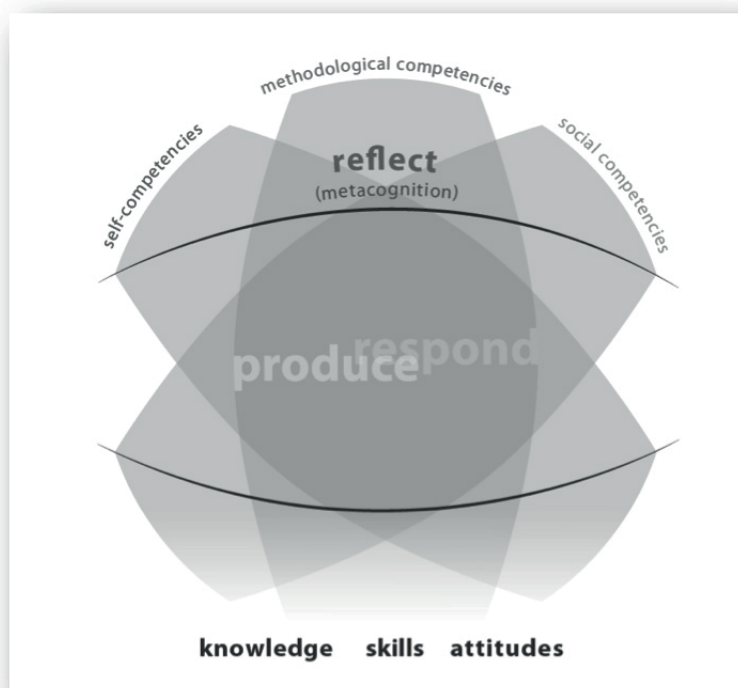 methodological competencies
self-competencies
social competencies
reflect
(metacognition)
respond
produce
knowledge skills attitudes